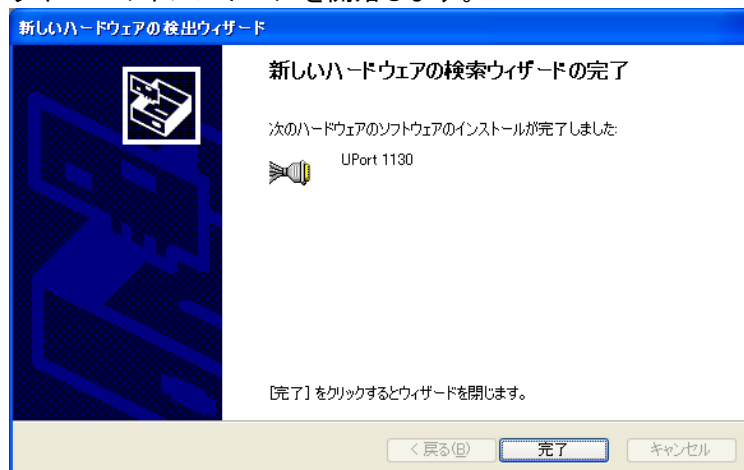 新しいハードウェアの検出ウィザード
新しいハードウェアの検索ウィザードの完了
次のハードウェアのソフトウェアのインストールが完了しました:
UPort 1130
[完了] をクリックするとウィザードを閉じます。
< 戻る(B)
完了
キャンセル